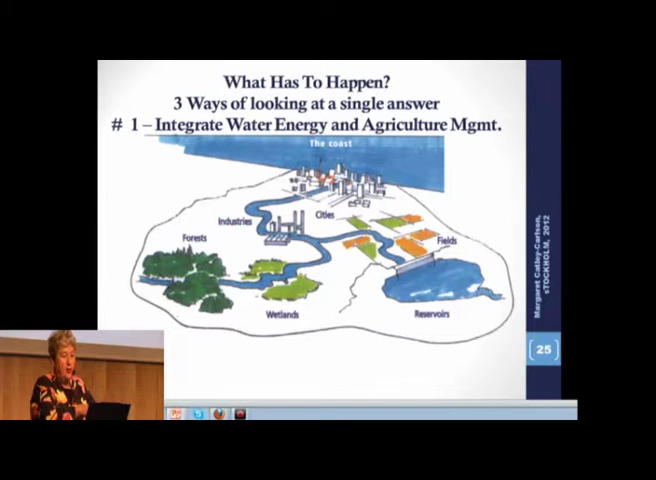 What Has To Happen?
3 Ways of looking at a single answer
# 1 – Integrate Water Energy and Agriculture Mgmt.
The coast
Industries
Cities
Forests
Fields
Wetlands
Reservoirs
Margaret Catley-Carlson,
sTOCKHOLM, 2012
25